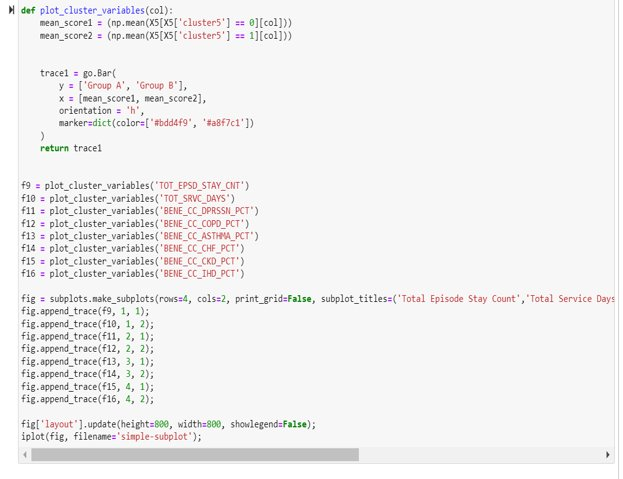 def plot_cluster_variables(col):
mean_score1 = (np.mean(X5[X5['cluster5'] == 0][col]))
mean_score2 = (np.mean(X5[X5['cluster5'] == 1][col]))
trace1 = go.Bar(
y = ['Group A', 'Group B'],
x = [mean_score1, mean_score2],
orientation = 'h',
marker=dict(color=['#bdd4f9', '#a8f7c1'])
)
return trace1
f9 = plot_cluster_variables('TOT_EPSD_STAY_CNT')
f10 = plot_cluster_variables('TOT_SRVC_DAYS')
f11 = plot_cluster_variables('BENE_CC_DPRSSN_PCT')
f12 = plot_cluster_variables('BENE_CC_COPD_PCT')
f13 = plot_cluster_variables('BENE_CC_ASTHMA_PCT')
f14 = plot_cluster_variables('BENE_CC_CHF_PCT')
f15 = plot_cluster_variables('BENE_CC_CKD_PCT')
f16 = plot_cluster_variables('BENE_CC_IHD_PCT')
fig = subplots.make_subplots(rows=4, cols=2, print_grid=False, subplot_titles=('Total Episode Stay Count','Total Service Days
fig.append_trace(f9, 1, 1);
fig.append_trace(f10, 1, 2);
fig.append_trace(f11, 2, 1);
fig.append_trace(f12, 2, 2);
fig.append_trace(f13, 3, 1);
fig.append_trace(f14, 3, 2);
fig.append_trace(f15, 4, 1);
fig.append_trace(f16, 4, 2);
fig['layout'].update(height=800, width=800, showlegend=False);
iplot(fig, filename='simple-subplot');